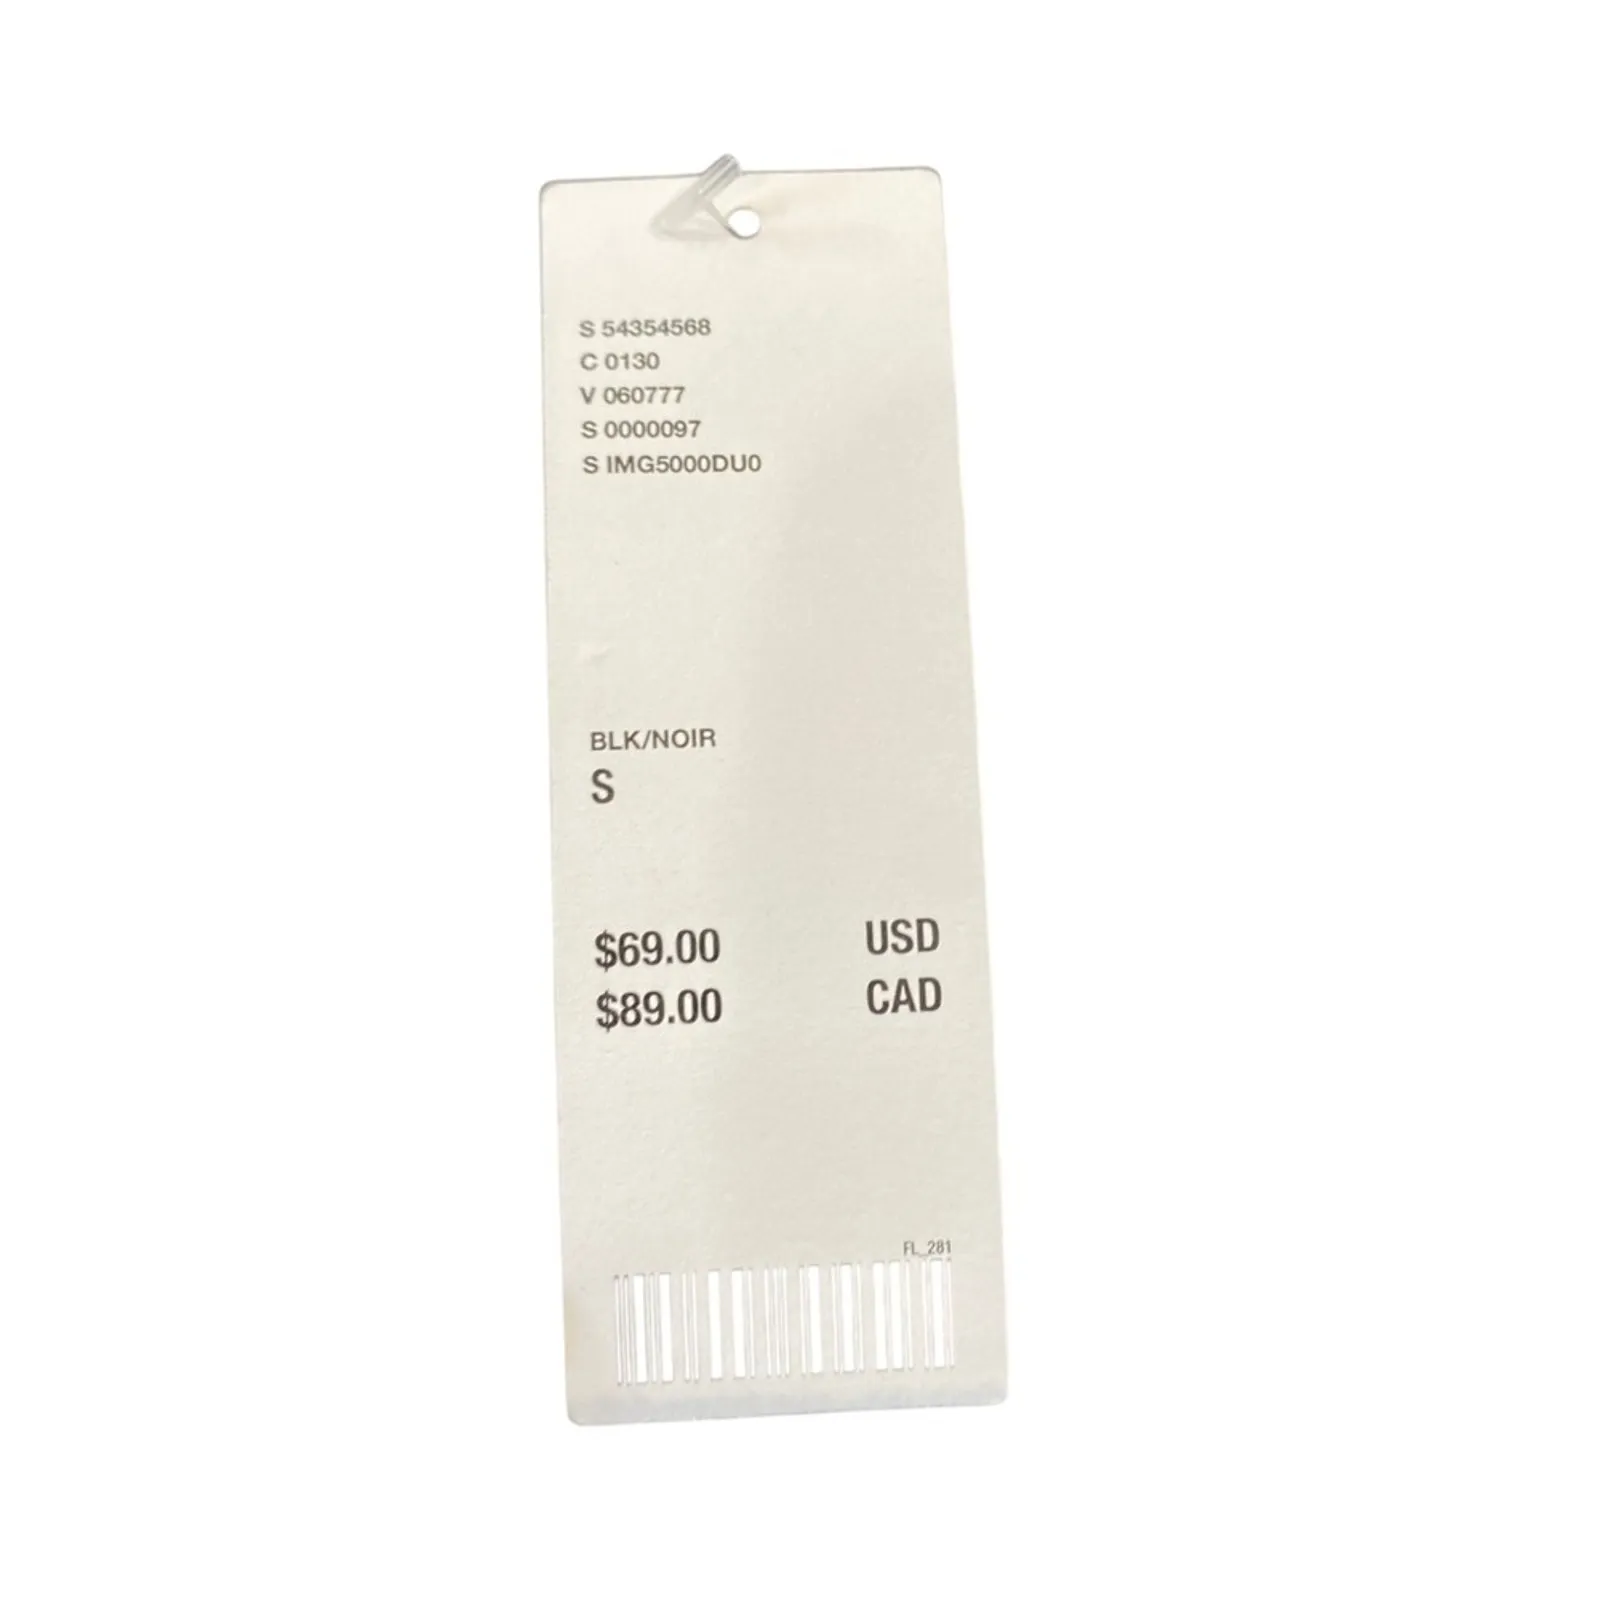 S 54354568
C 0130
V 060777
S 0000097
S IMG5000DU0
BLK/NOIR
S
$69.00 USD
$89.00 CAD
FL_281